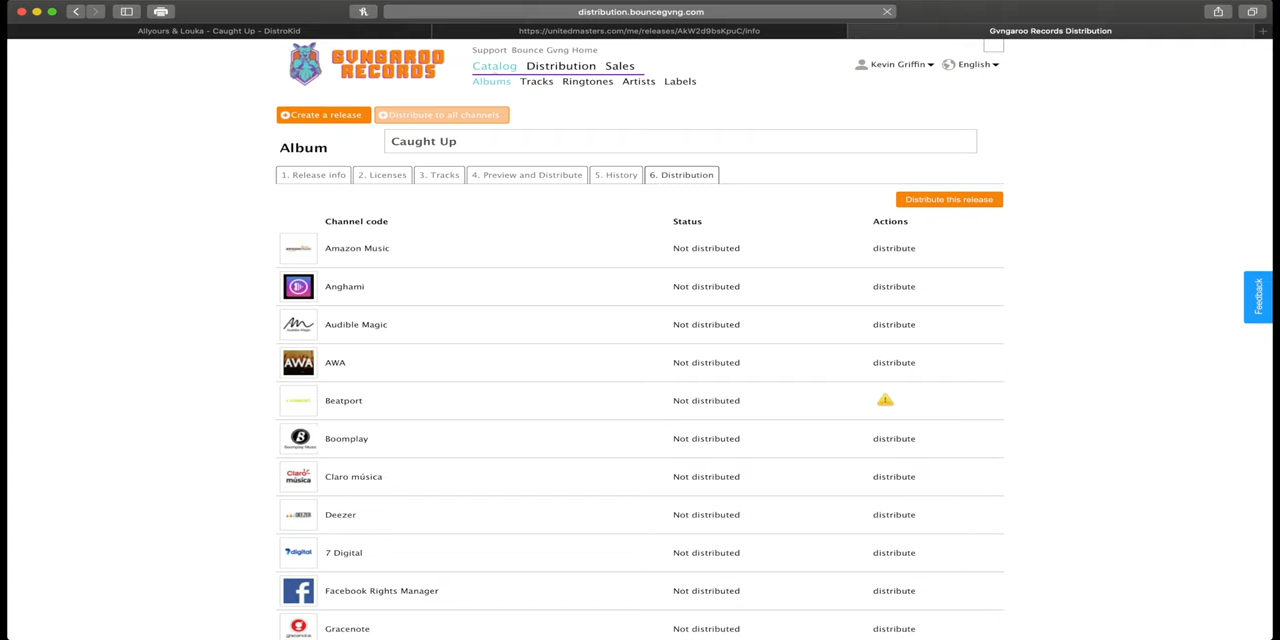 distribution.bouncegvng.com
Allyours & Louka - Caught Up - DistroKid
https://unitedmasters.com/me/releases/AkW2d9bsKpuC/info
Gvngaroo Records Distribution
GVNGAROO RECORDS
Support Bounce Gvng Home
Catalog Distribution Sales
Albums Tracks Ringtones Artists Labels
Kevin Griffin
English
Create a release
Distribute to all channels
Album
Caught Up
1. Release info
2. Licenses
3. Tracks
4. Preview and Distribute
5. History
6. Distribution
Distribute this release
Channel code Status Actions
Amazon Music Not distributed distribute
Anghami Not distributed distribute
Audible Magic Not distributed distribute
AWA AWA Not distributed distribute
Beatport Not distributed
Boomplay Not distributed distribute
Claro música Claro música Not distributed distribute
DEEZER Deezer Not distributed distribute
7digital 7 Digital Not distributed distribute
Facebook Rights Manager Not distributed distribute
gracenote Gracenote Not distributed distribute
Feedback